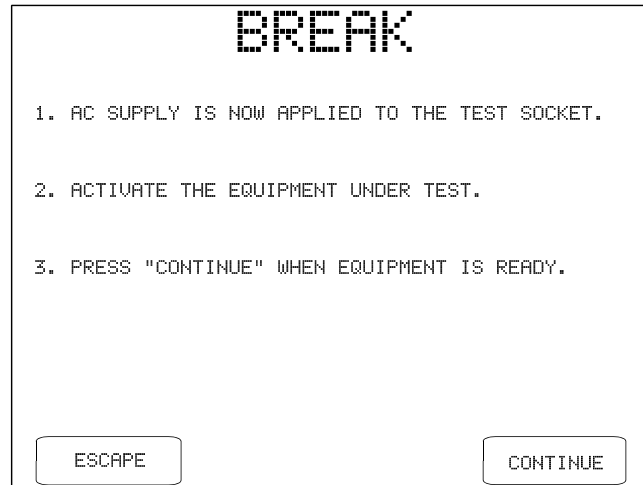 BREAK
1. AC SUPPLY IS NOW APPLIED TO THE TEST SOCKET.
2. ACTIVATE THE EQUIPMENT UNDER TEST.
3. PRESS "CONTINUE" WHEN EQUIPMENT IS READY.
ESCAPE
CONTINUE